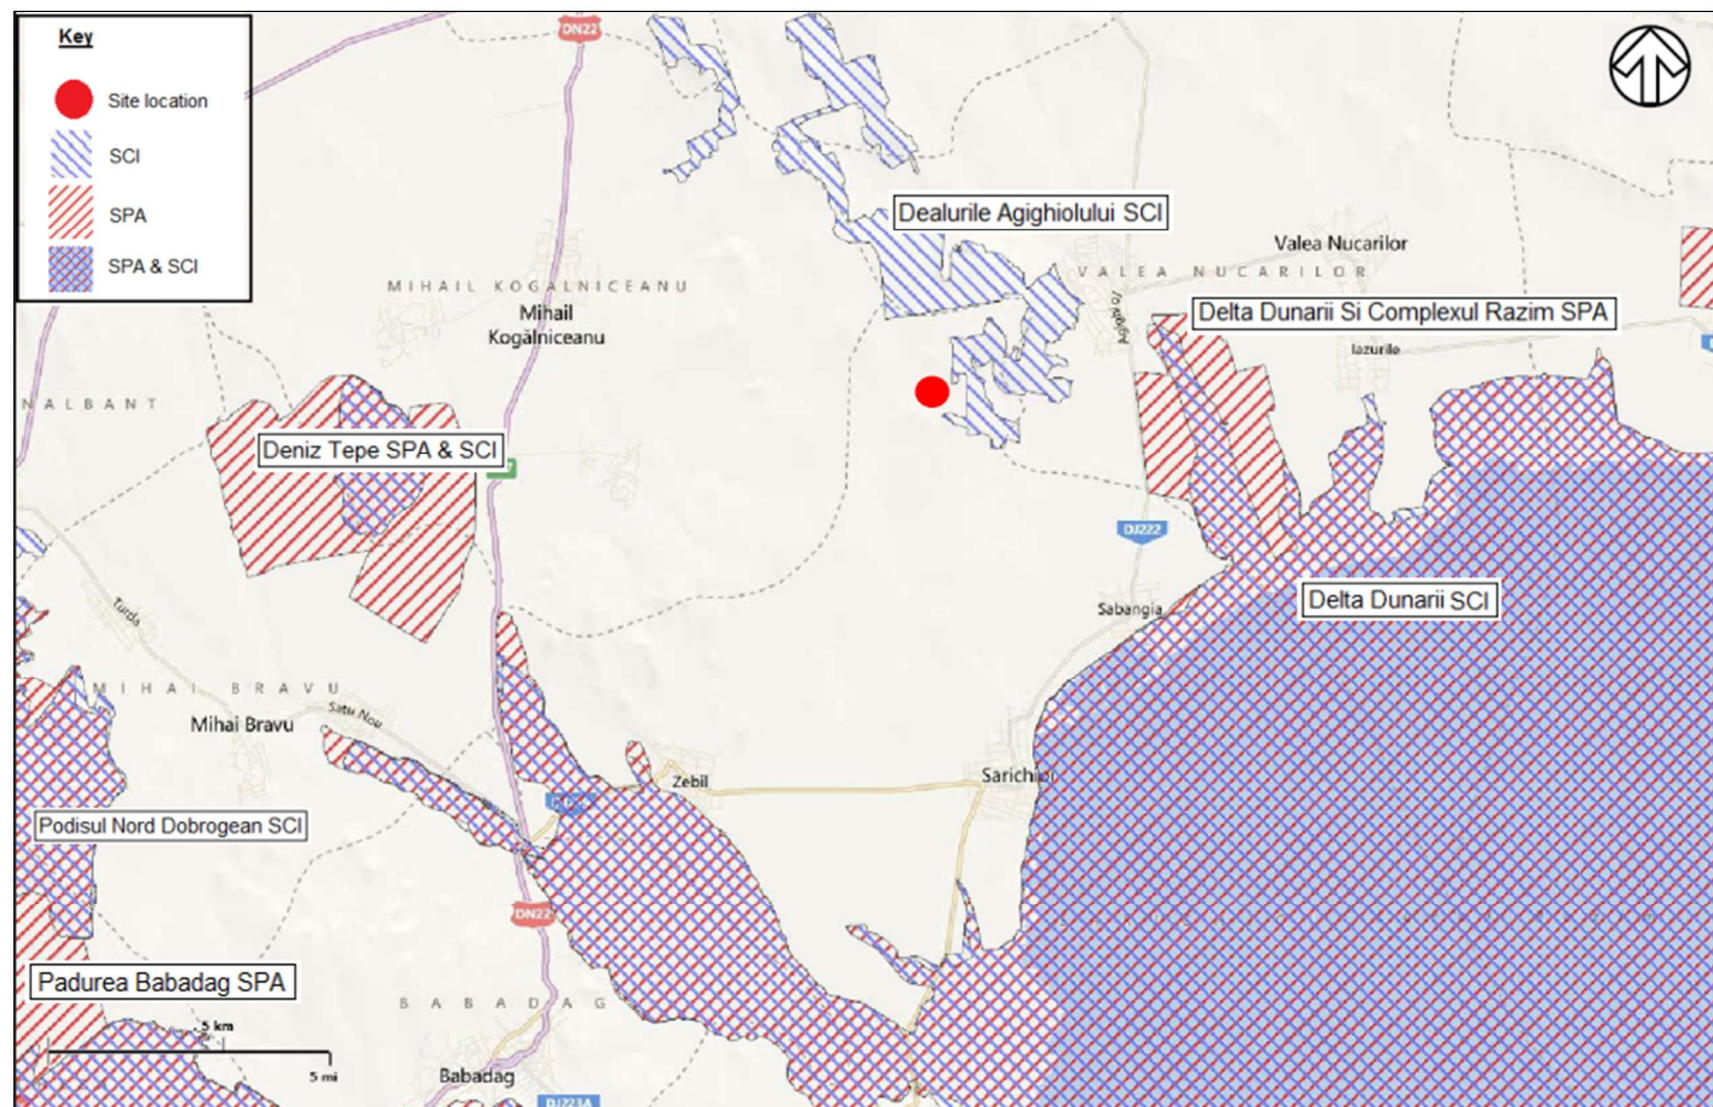 Key
Site location
SCI
SPA
SPA & SCI
DN22
Dealurile Agighiolului SCI
Valea Nucarilor
VALEA NUCARILOR
MIHAIL KOGALNICEANU
Mihail
Kogălniceanu
Agighiol
Delta Dunarii Si Complexul Razim SPA
Iazurile
NALBANT
Deniz Tepe SPA & SCI
DJ222
Delta Dunarii SCI
Sabangia
Turda
MIHAI BRAVU
Satu Nou
Mihai Bravu
Zebil
Sarichioi
Podisul Nord Dobrogean SCI
DN22
Padurea Babadag SPA
BABADAG
5 km
5 mi
Babadag
DJ223A